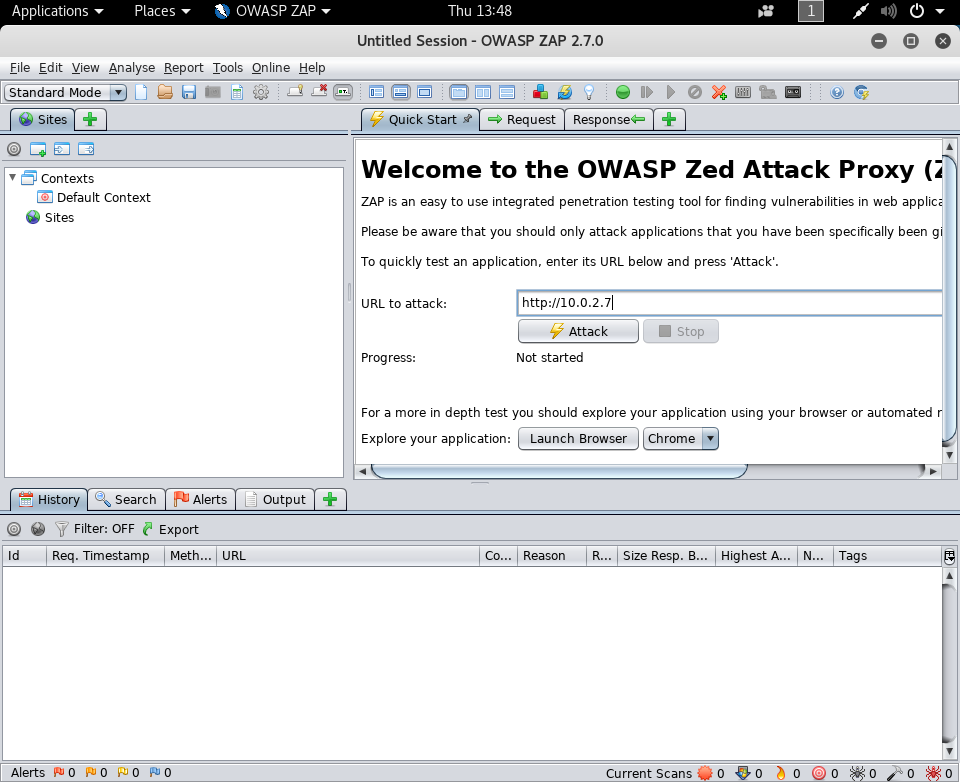 Applications Places OWASP ZAP Thu 13:48 1
Untitled Session - OWASP ZAP 2.7.0
File Edit View Analyse Report Tools Online Help
Standard Mode
Sites Quick Start Request Response
Contexts
Default Context
Sites
Welcome to the OWASP Zed Attack Proxy (Z
ZAP is an easy to use integrated penetration testing tool for finding vulnerabilities in web applica
Please be aware that you should only attack applications that you have been specifically been gi
To quickly test an application, enter its URL below and press 'Attack'.
URL to attack: http://10.0.2.7
Attack Stop
Progress: Not started
For a more in depth test you should explore your application using your browser or automated r
Explore your application: Launch Browser Chrome
History Search Alerts Output
Filter: OFF Export
Id Req. Timestamp Meth... URL Co... Reason R... Size Resp. B... Highest A... N... Tags
Alerts 0 0 0 0 Current Scans 0 0 0 0 0 0 0